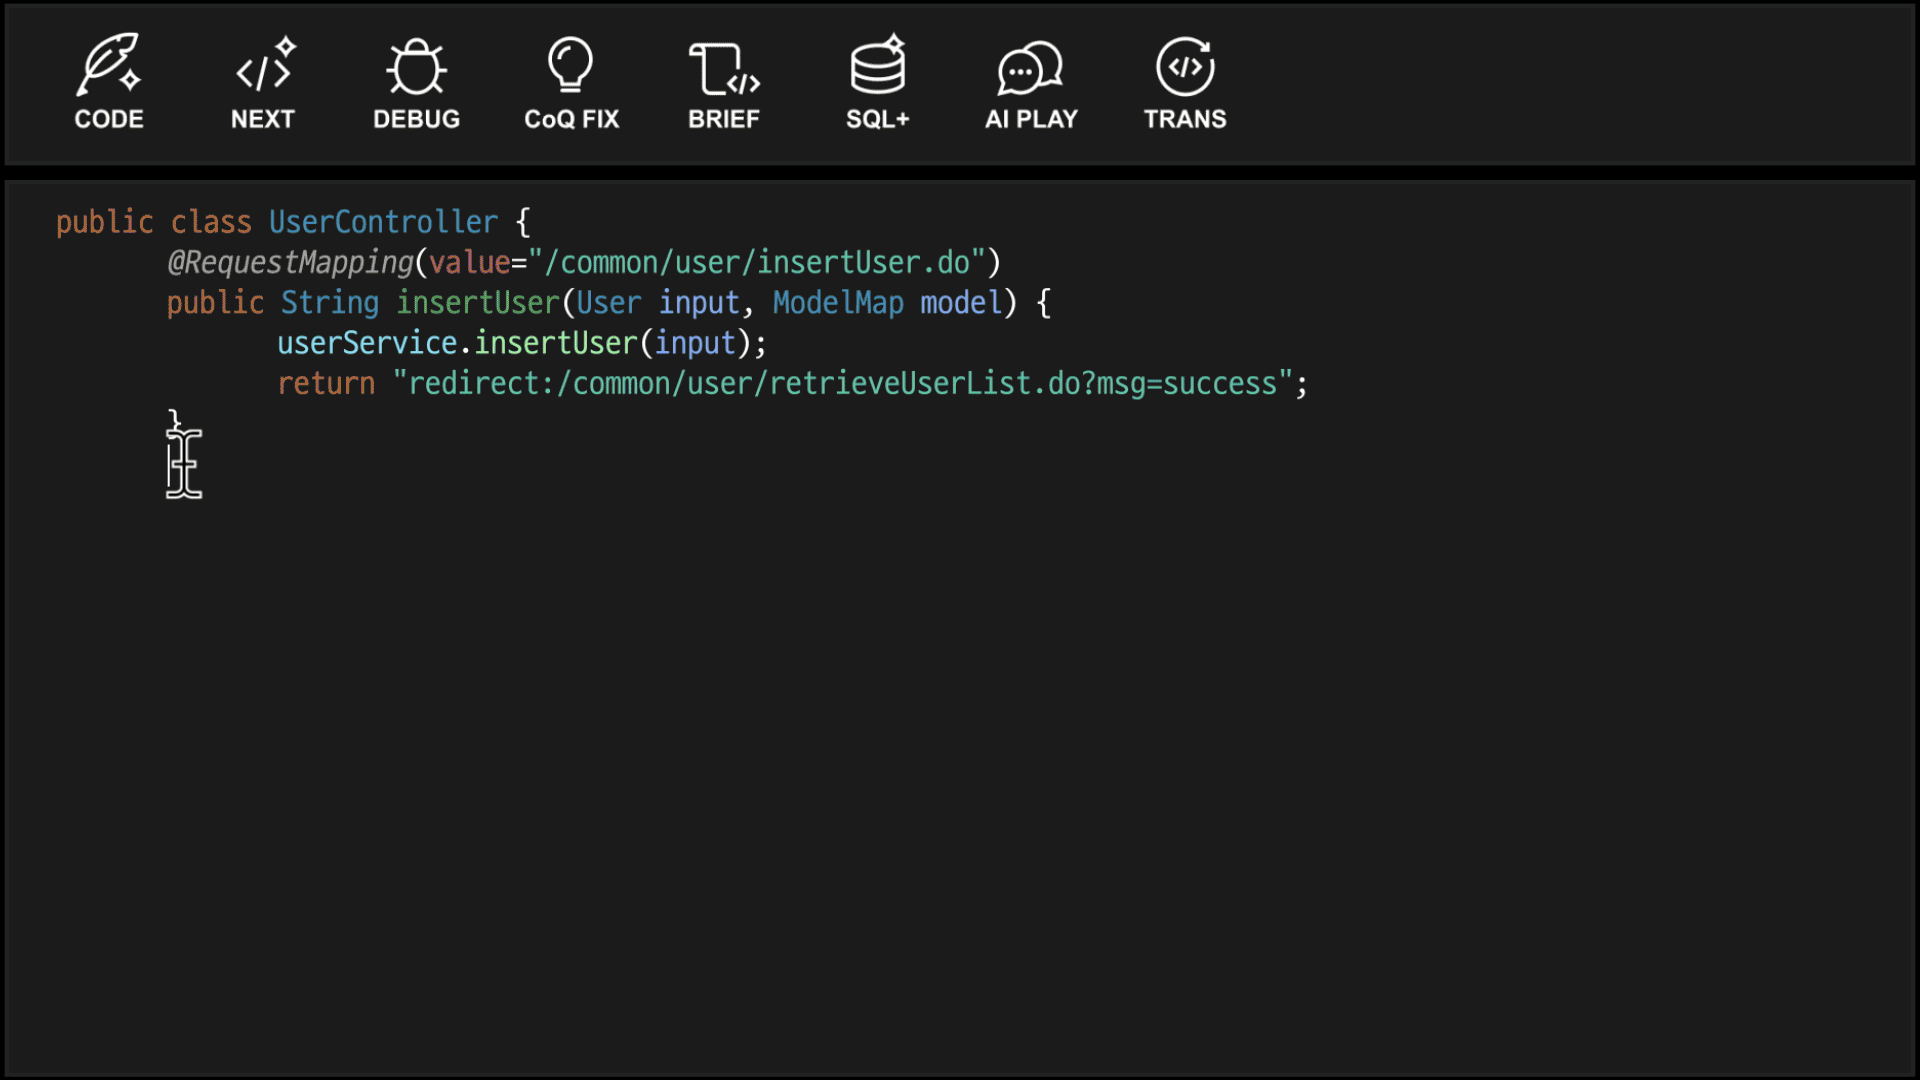 CODE NEXT DEBUG CoQ FIX BRIEF SQL+ AI PLAY TRANS
public class UserController {
@RequestMapping(value="/common/user/insertUser.do")
public String insertUser(User input, ModelMap model) {
userService.insertUser(input);
return "redirect:/common/user/retrieveUserList.do?msg=success";
}